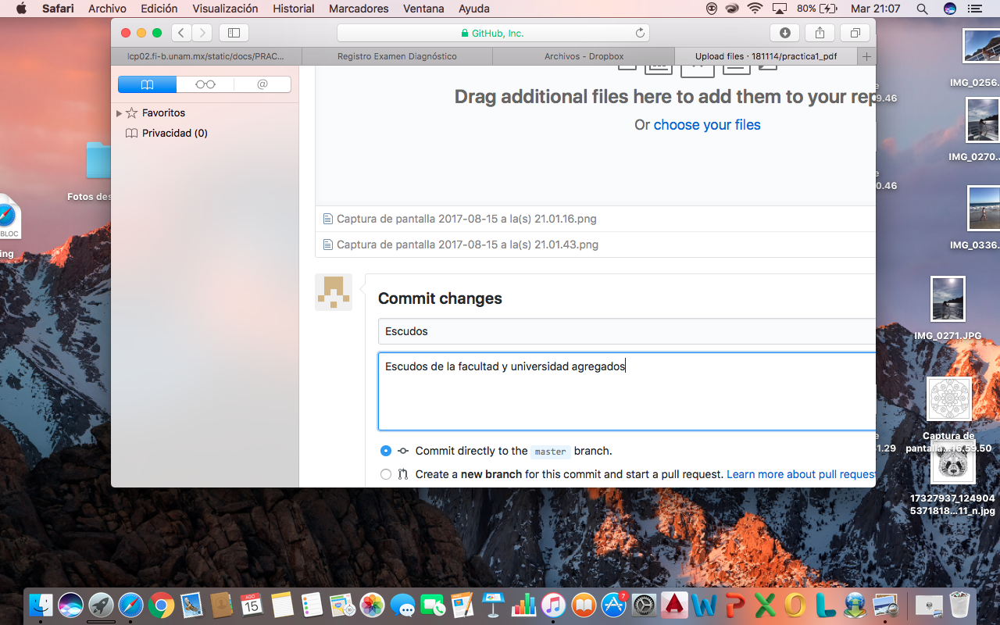 Safari Archivo Edición Visualización Historial Marcadores Ventana Ayuda 80% Mar 21:07
GitHub, Inc.
lcp02.fi-b.unam.mx/static/docs/PRAC... Registro Examen Diagnóstico Archivos - Dropbox Upload files · 181114/practica1_pdf
Favoritos
Privacidad (0)
Drag additional files here to add them to your rep
Or choose your files
Captura de pantalla 2017-08-15 a la(s) 21.01.16.png
Captura de pantalla 2017-08-15 a la(s) 21.01.43.png
Commit changes
Escudos
Escudos de la facultad y universidad agregados
Commit directly to the master branch.
Create a new branch for this commit and start a pull request. Learn more about pull request
Fotos des
BLOC
ing
IMG_0256.
e
9.46
IMG_0270.J
e
0.46
IMG_0336.
IMG_0271.JPG
Captura de
pantalla...16.59.50
e
1.29
17327937_124904
5371818...11_n.jpg
AGO
15
7